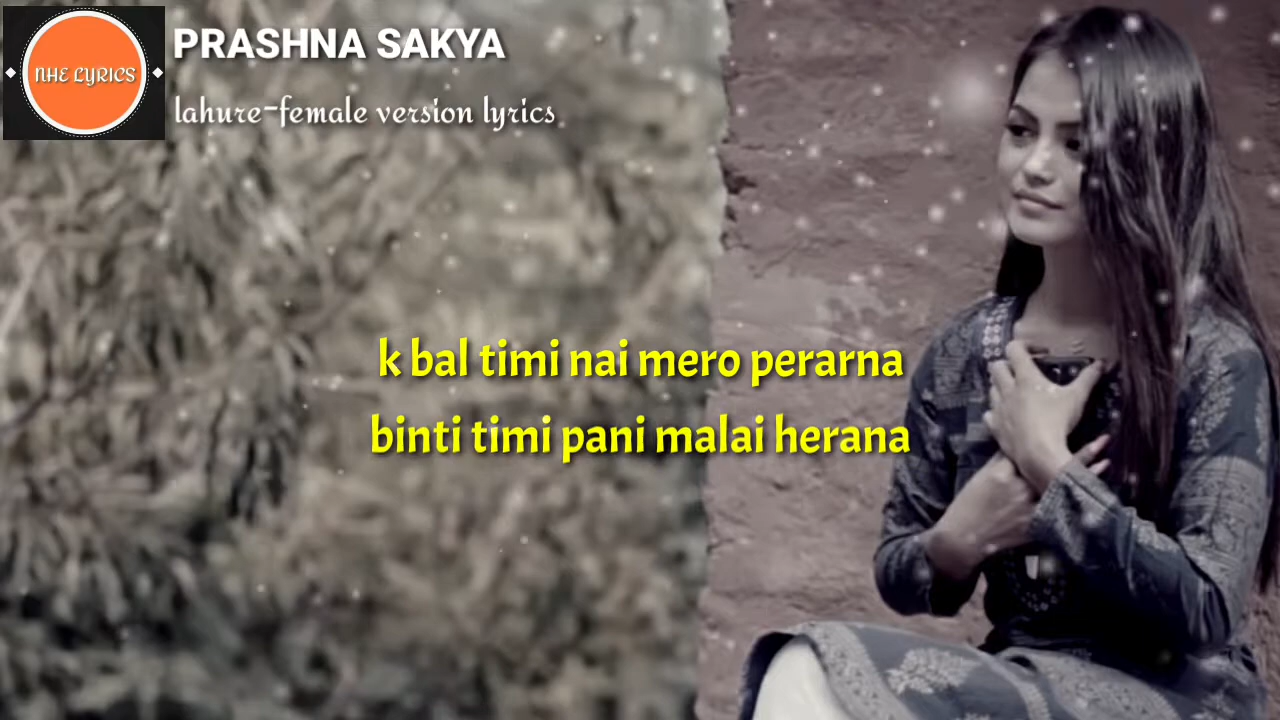 NHE LYRICS
PRASHNA SAKYA
lahure-female version lyrics
k bal timi nai mero perarna
binti timi pani malai herana